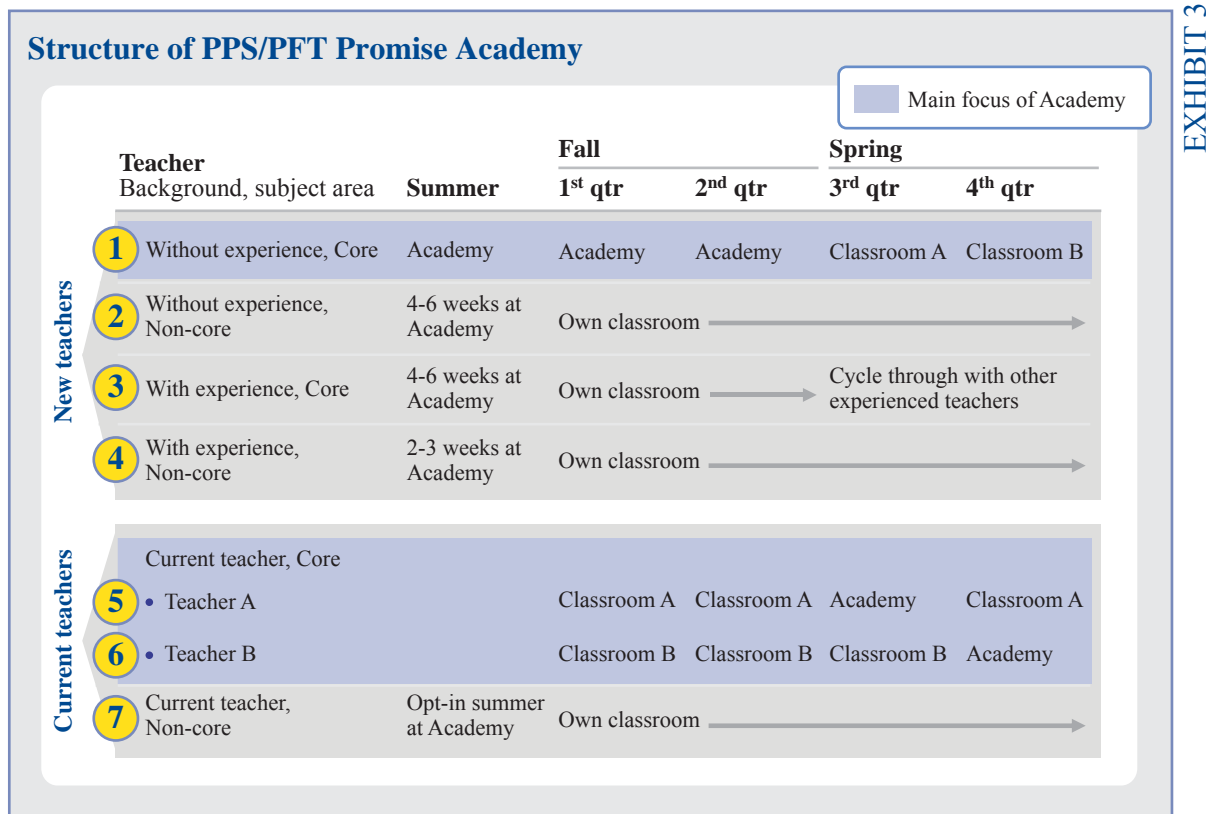 EXHIBIT 3
Structure of PPS/PFT Promise Academy
Main focus of Academy
Fall
Spring
Teacher
Background, subject area
Summer
1st qtr
2nd qtr
3rd qtr
4th qtr
New teachers
1
Without experience, Core
Academy
Academy
Academy
Classroom A
Classroom B
2
Without experience,
Non-core
4-6 weeks at
Academy
Own classroom
3
With experience, Core
4-6 weeks at
Academy
Own classroom
Cycle through with other
experienced teachers
4
With experience,
Non-core
2-3 weeks at
Academy
Own classroom
Current teachers
Current teacher, Core
5
• Teacher A
Classroom A
Classroom A
Academy
Classroom A
6
• Teacher B
Classroom B
Classroom B
Classroom B
Academy
7
Current teacher,
Non-core
Opt-in summer
at Academy
Own classroom